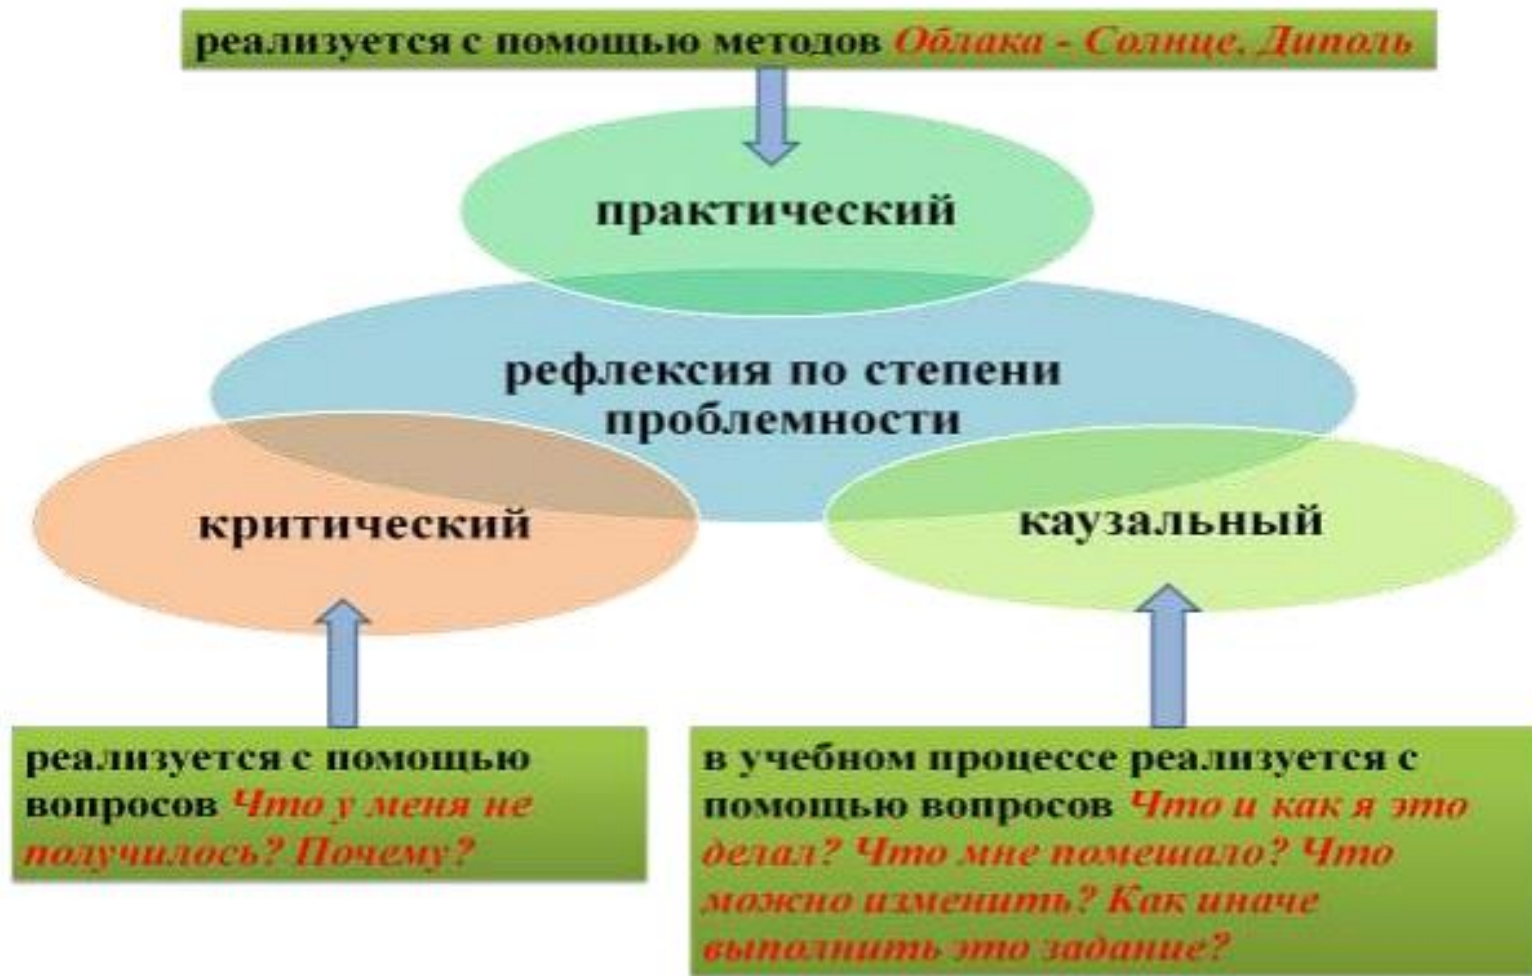 реализуется с помощью методов Облака - Солнце. Диполь
практический
рефлексия по степени
проблемности
критический
каузальный
реализуется с помощью
вопросов Что у меня не
получилось? Почему?
в учебном процессе реализуется с
помощью вопросов Что и как я это
делал? Что мне помешало? Что
можно изменить? Как иначе
выполнить это задание?